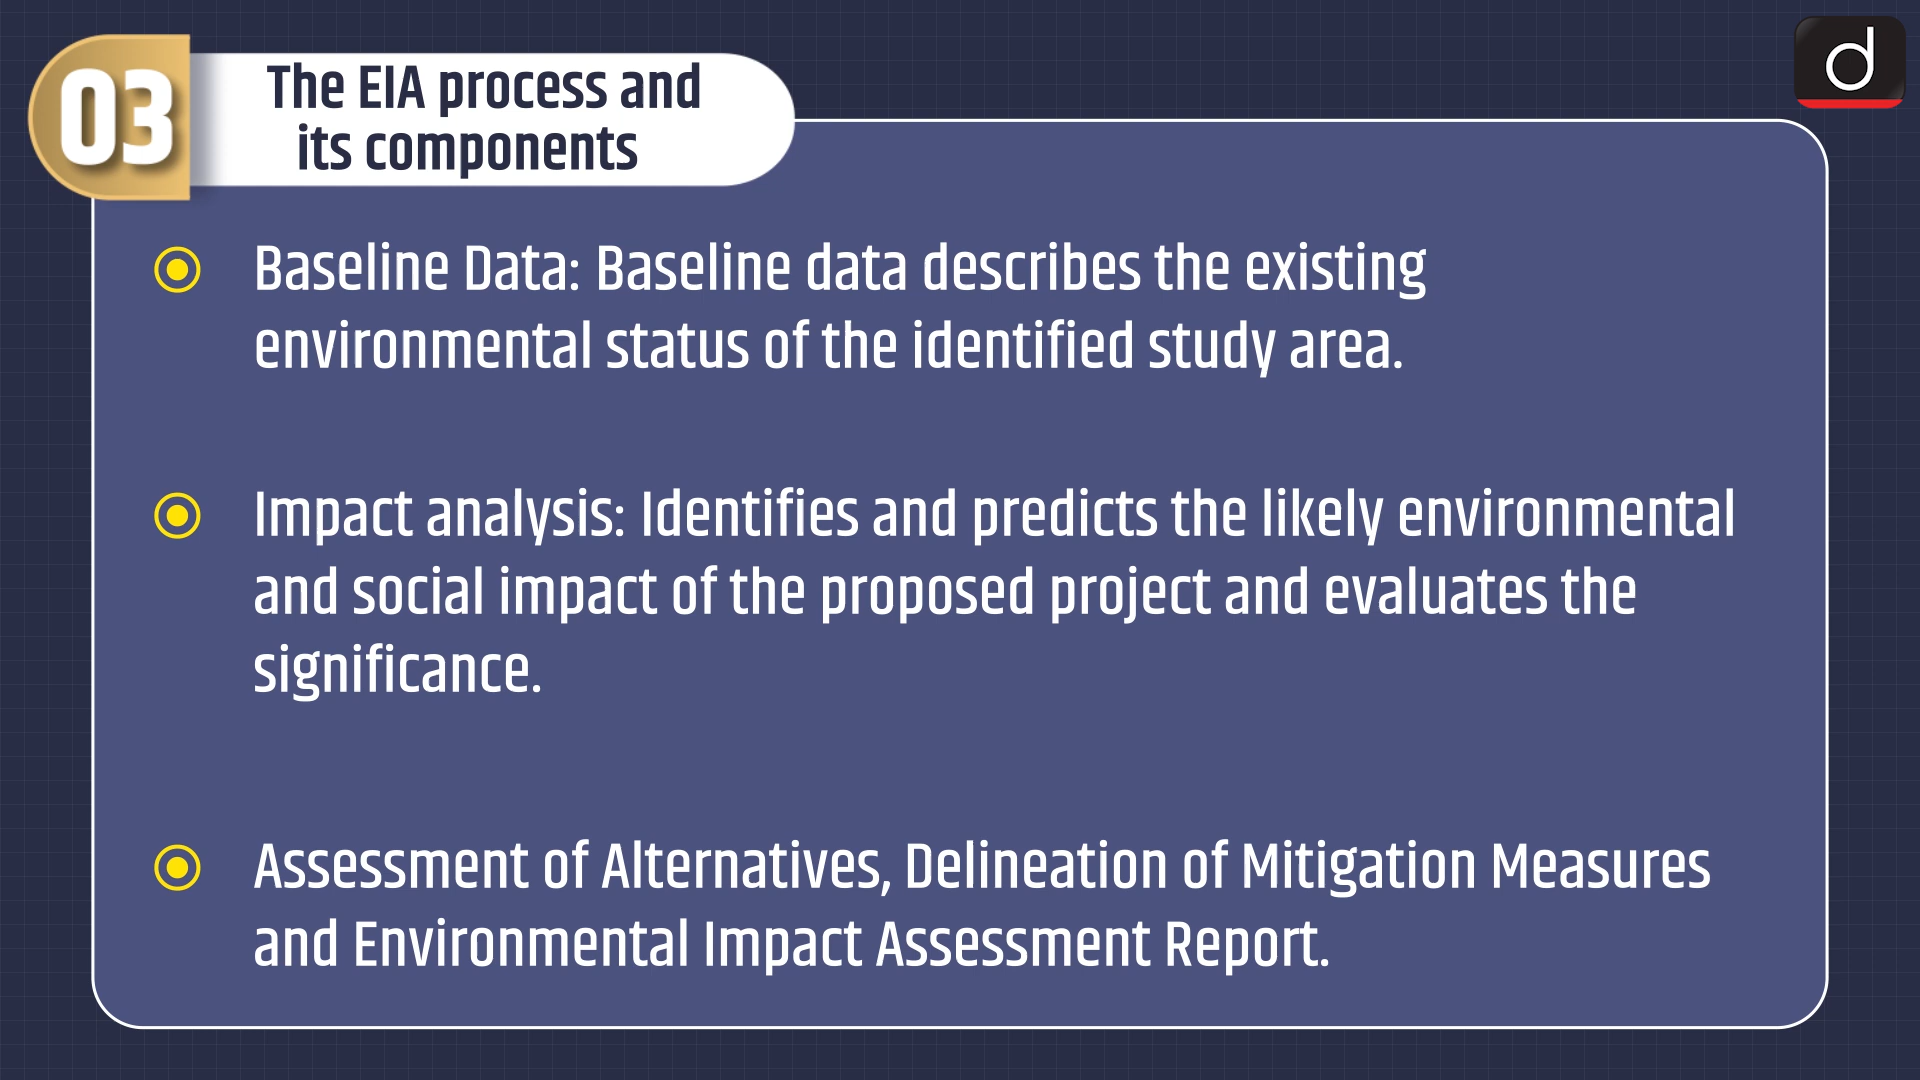 03
The EIA process and
its components
d
Baseline Data: Baseline data describes the existing
environmental status of the identified study area.
Impact analysis: Identifies and predicts the likely environmental
and social impact of the proposed project and evaluates the
significance.
Assessment of Alternatives, Delineation of Mitigation Measures
and Environmental Impact Assessment Report.